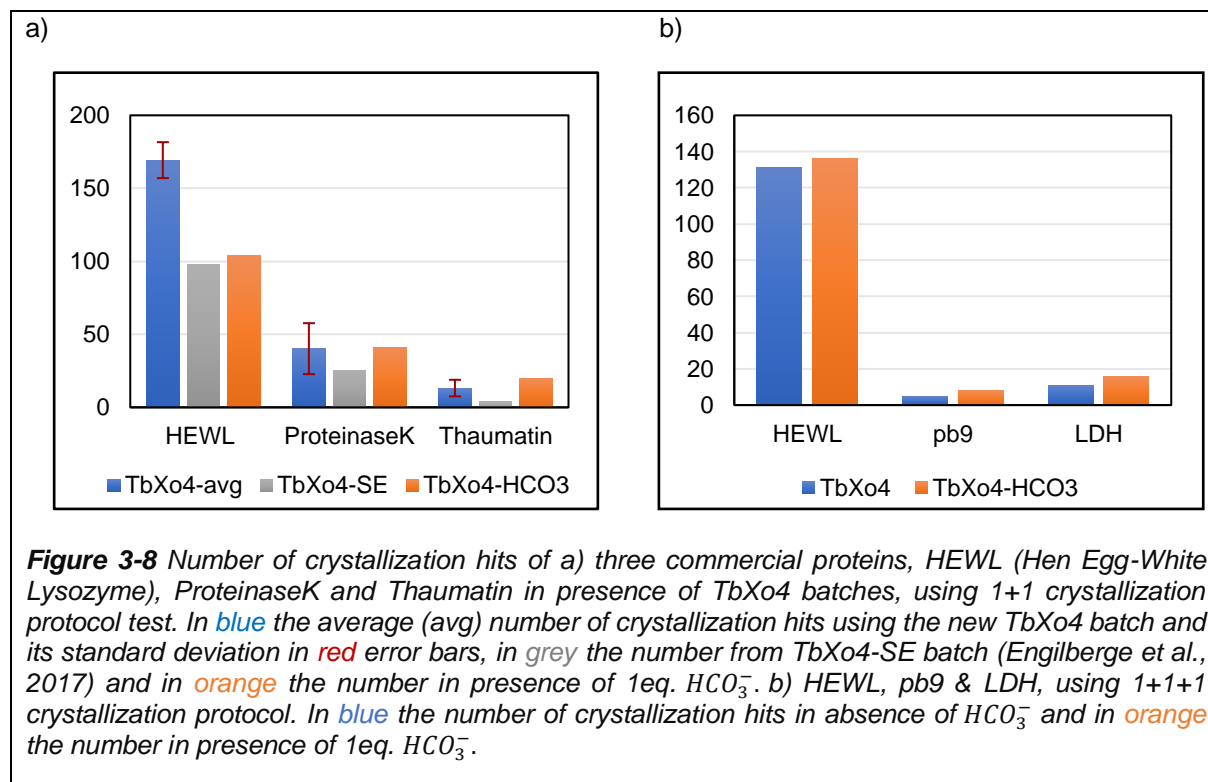 a)
b)
200
150
100
50
0
HEWL ProteinaseK Thaumatin
TbXo4-avg TbXo4-SE TbXo4-HCO3
160
140
120
100
80
60
40
20
0
HEWL pb9 LDH
TbXo4 TbXo4-HCO3
Figure 3-8 Number of crystallization hits of a) three commercial proteins, HEWL (Hen Egg-White
Lysozyme), ProteinaseK and Thaumatin in presence of TbXo4 batches, using 1+1 crystallization
protocol test. In blue the average (avg) number of crystallization hits using the new TbXo4 batch and
its standard deviation in red error bars, in grey the number from TbXo4-SE batch (Engilberge et al.,
2017) and in orange the number in presence of 1eq. HCO₃⁻. b) HEWL, pb9 & LDH, using 1+1+1
crystallization protocol. In blue the number of crystallization hits in absence of HCO₃⁻ and in orange
the number in presence of 1eq. HCO₃⁻.